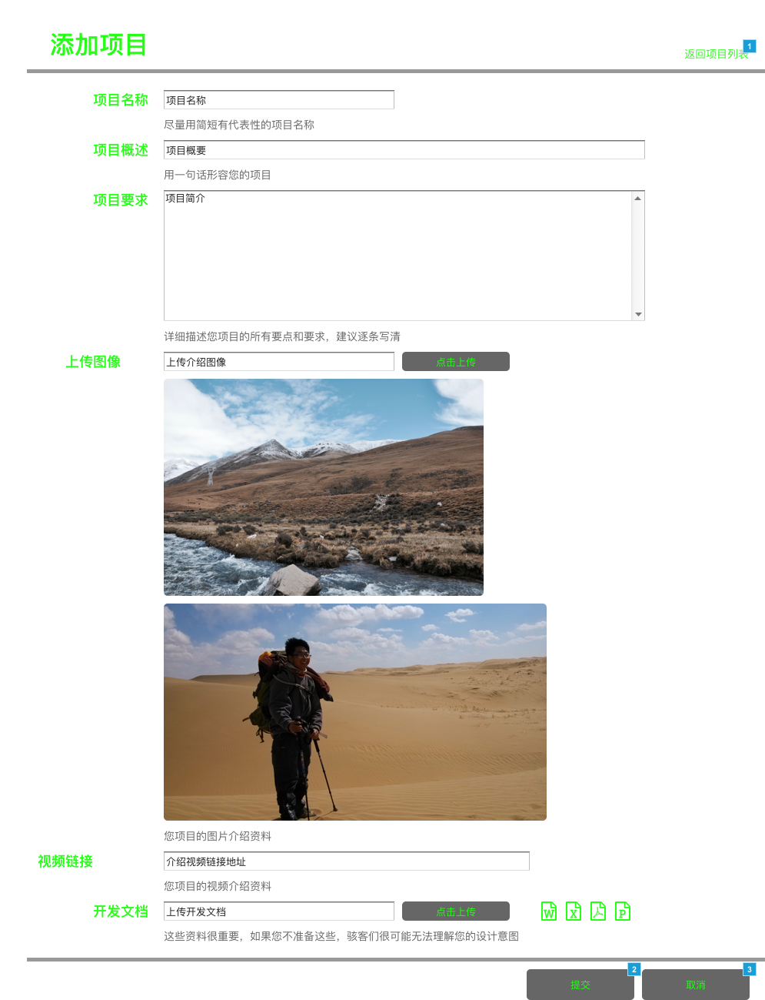 添加项目
返回项目列表
1
项目名称
项目名称
尽量用简短有代表性的项目名称
项目概述
项目概要
用一句话形容您的项目
项目要求
项目简介
详细描述您项目的所有要点和要求，建议逐条写清
上传图像
上传介绍图像
点击上传
您项目的图片介绍资料
视频链接
介绍视频链接地址
您项目的视频介绍资料
开发文档
上传开发文档
点击上传
W
X
P
这些资料很重要，如果您不准备这些，骇客们很可能无法理解您的设计意图
提交
2
取消
3